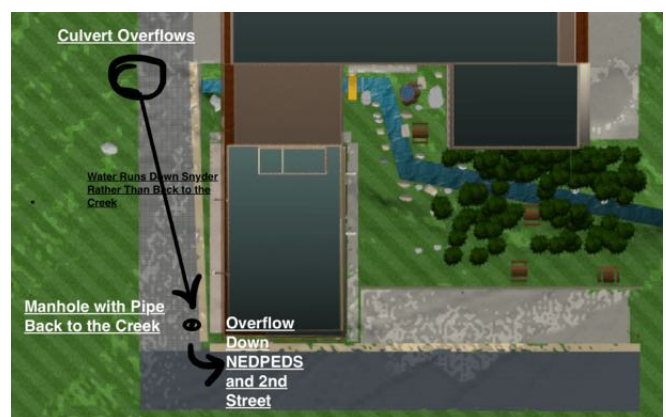 Culvert Overflows
Water Runs Down Snyder
Rather Than Back to the
Creek
Manhole with Pipe
Back to the Creek
Overflow
Down
NEDPEDS
and 2nd
Street